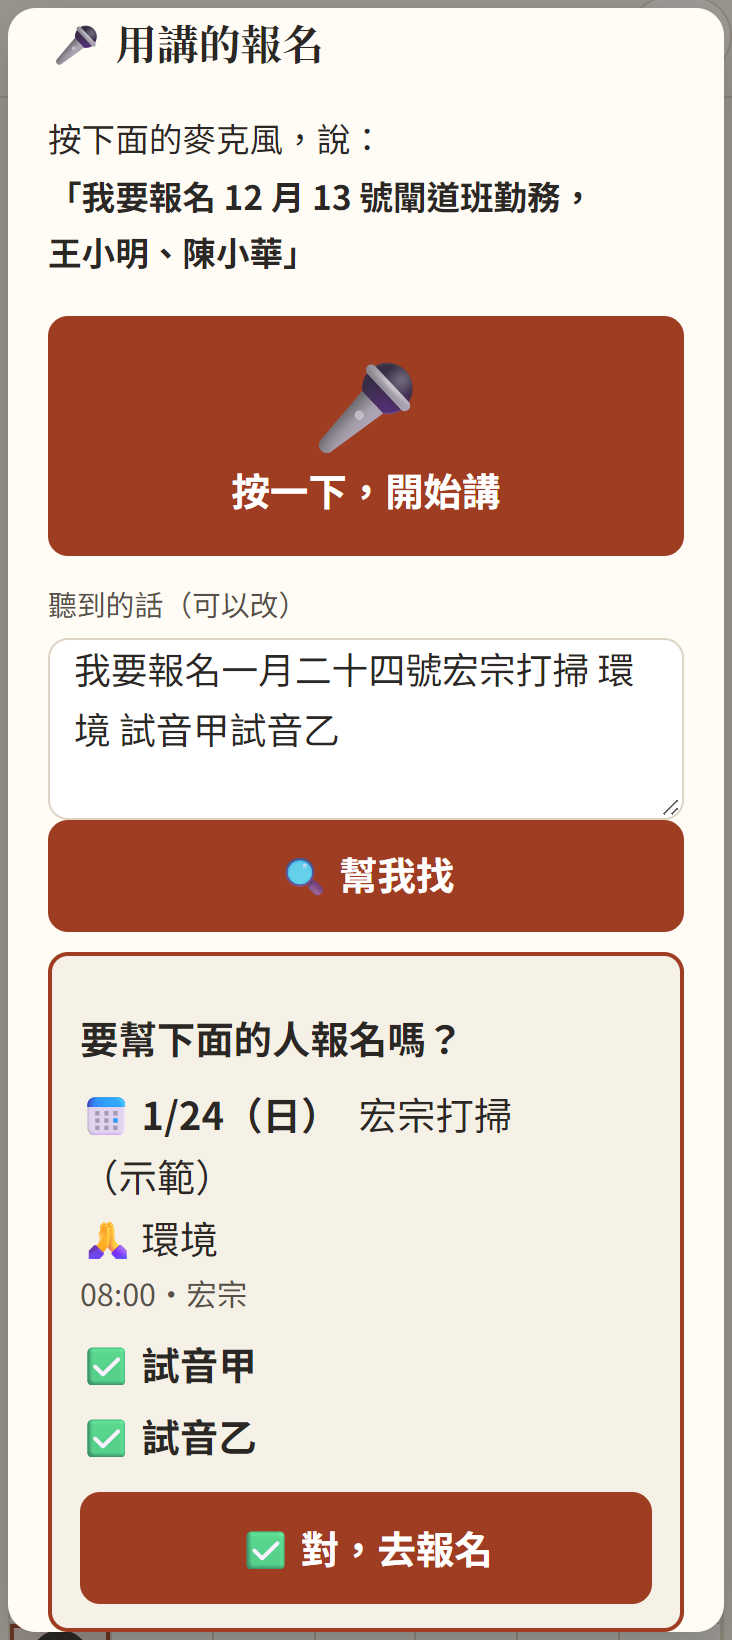 用講的報名
按下面的麥克風，說：
「我要報名 12 月 13 號闡道班勤務，
王小明、陳小華」
按一下，開始講
聽到的話（可以改）
我要報名一月二十四號宏宗打掃 環
境 試音甲試音乙
幫我找
要幫下面的人報名嗎？
1/24（日） 宏宗打掃
（示範）
環境
08:00・宏宗
試音甲
試音乙
對，去報名